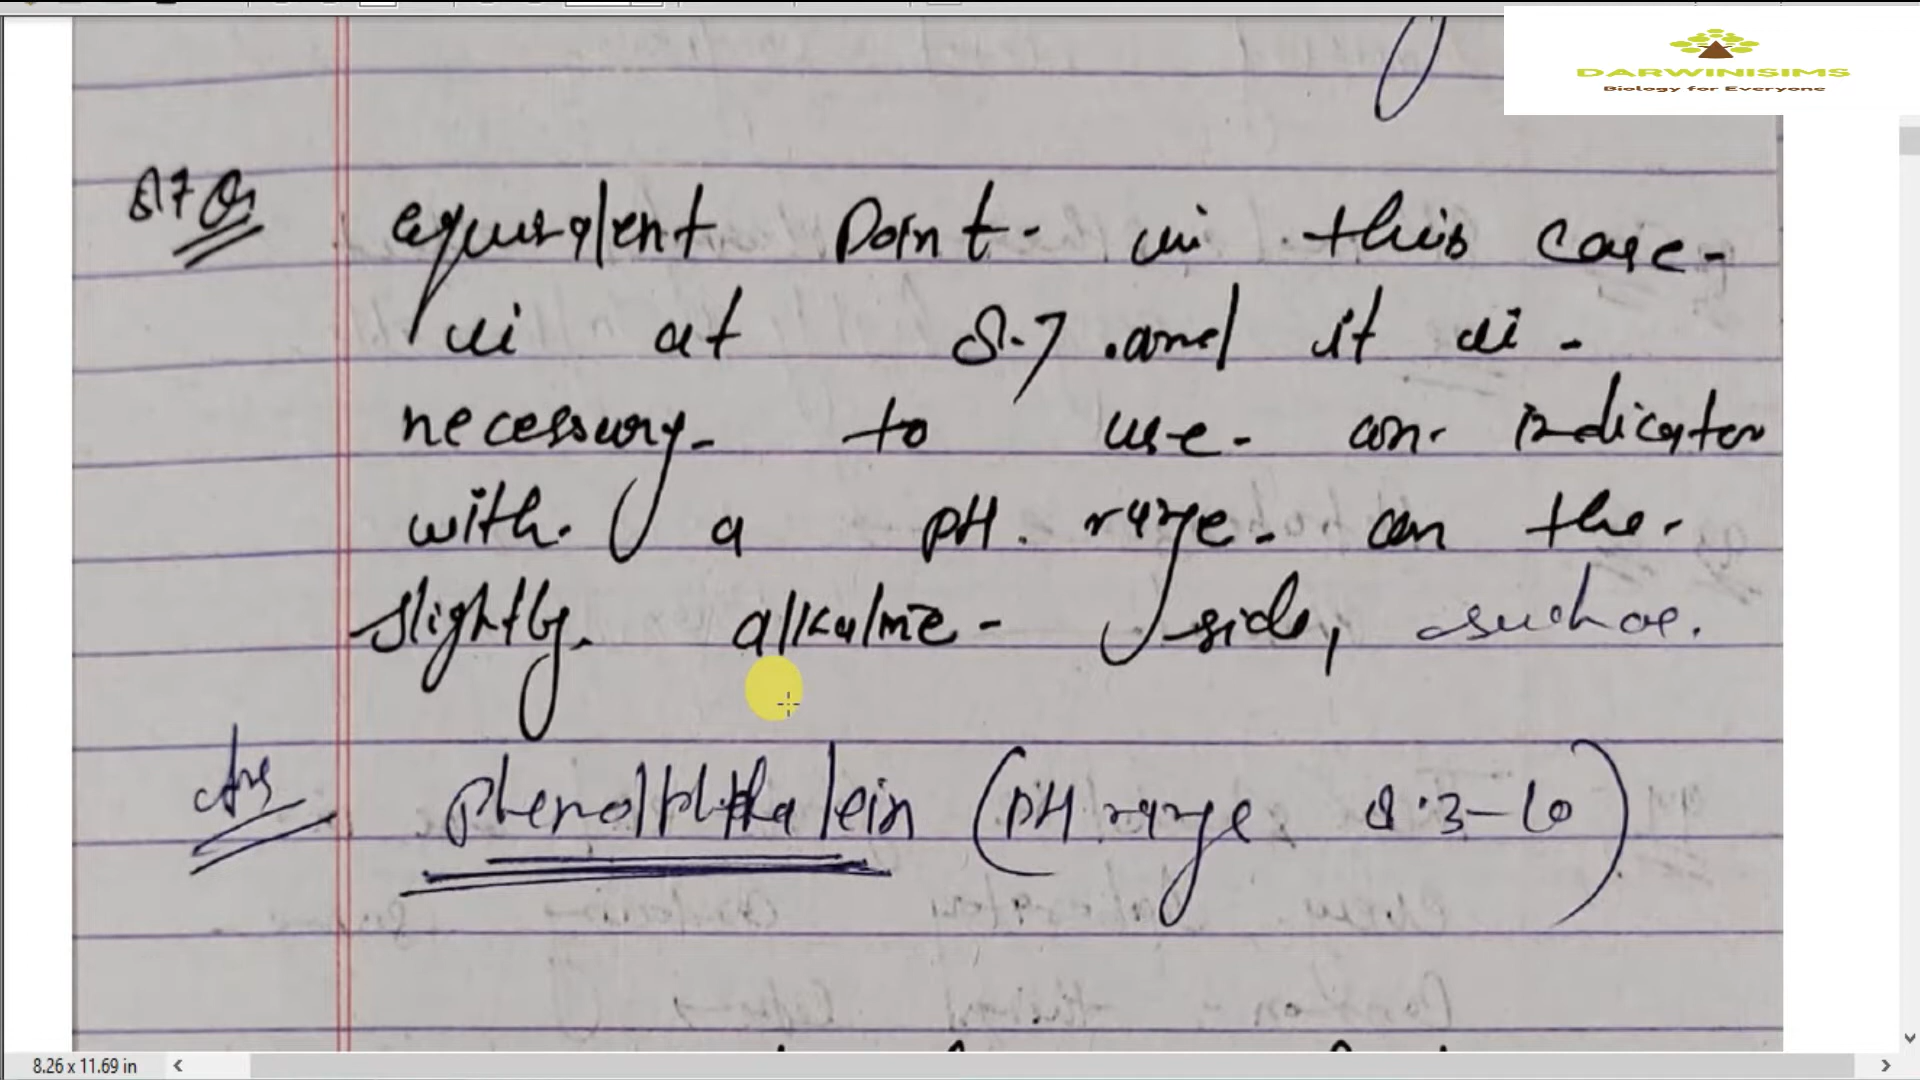 DARWINISIMS
Biology for Everyone
equivalent Point- in this case-
is at 8.7 .and it is -
necessary- to use- an- indicator
with. a pH. range- on the-
slightly. alkaline- side, such as.
Ans Phenolphthalein (pH range 8.3-10)
8.26 x 11.69 in